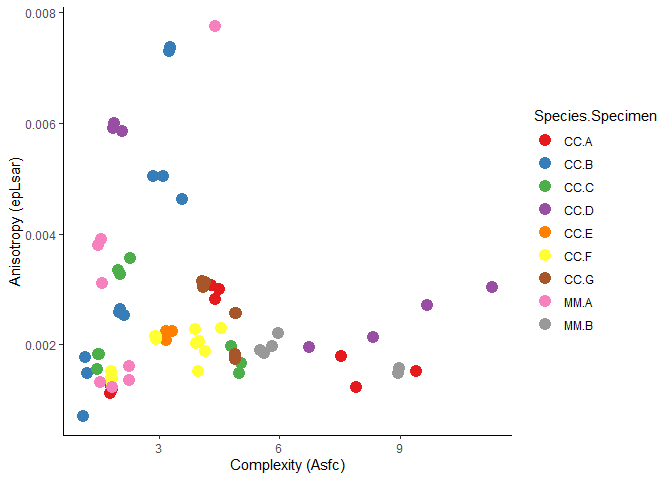 0.008
0.006
0.004
0.002
Anisotropy (epLsar)
3
6
9
Complexity (Asfc)
Species.Specimen
CC.A
CC.B
CC.C
CC.D
CC.E
CC.F
CC.G
MM.A
MM.B